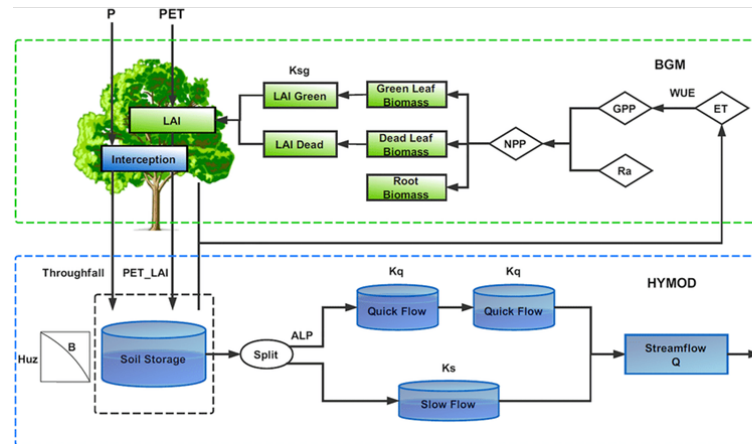 P
PET
BGM
Ksg
LAI Green
Green Leaf
Biomass
GPP
WUE
ET
LAI
Interception
LAI Dead
Dead Leaf
Biomass
NPP
Ra
Root
Biomass
Throughfall
PET_LAI
HYMOD
Kq
Kq
Quick Flow
Quick Flow
ALP
Huz
B
Soil Storage
Split
Streamflow
Q
Ks
Slow Flow